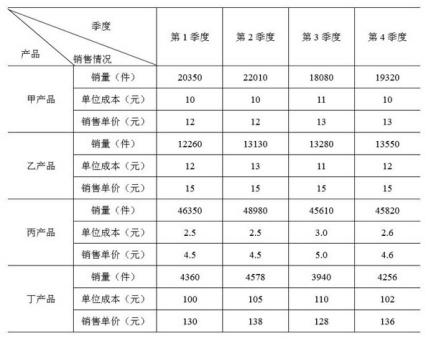 季度
产品
销售情况
第 1 季度 第 2 季度 第 3 季度 第 4 季度
甲产品
销量（件） 20350 22010 18080 19320
单位成本（元） 10 10 11 10
销售单价（元） 12 12 13 13
乙产品
销量（件） 12260 13130 13280 13550
单位成本（元） 12 13 11 12
销售单价（元） 15 15 15 15
丙产品
销量（件） 46350 48980 45610 45820
单位成本（元） 2.5 2.5 3.0 2.6
销售单价（元） 4.5 4.5 5.0 4.6
丁产品
销量（件） 4360 4578 3940 4256
单位成本（元） 100 105 110 102
销售单价（元） 130 138 128 136